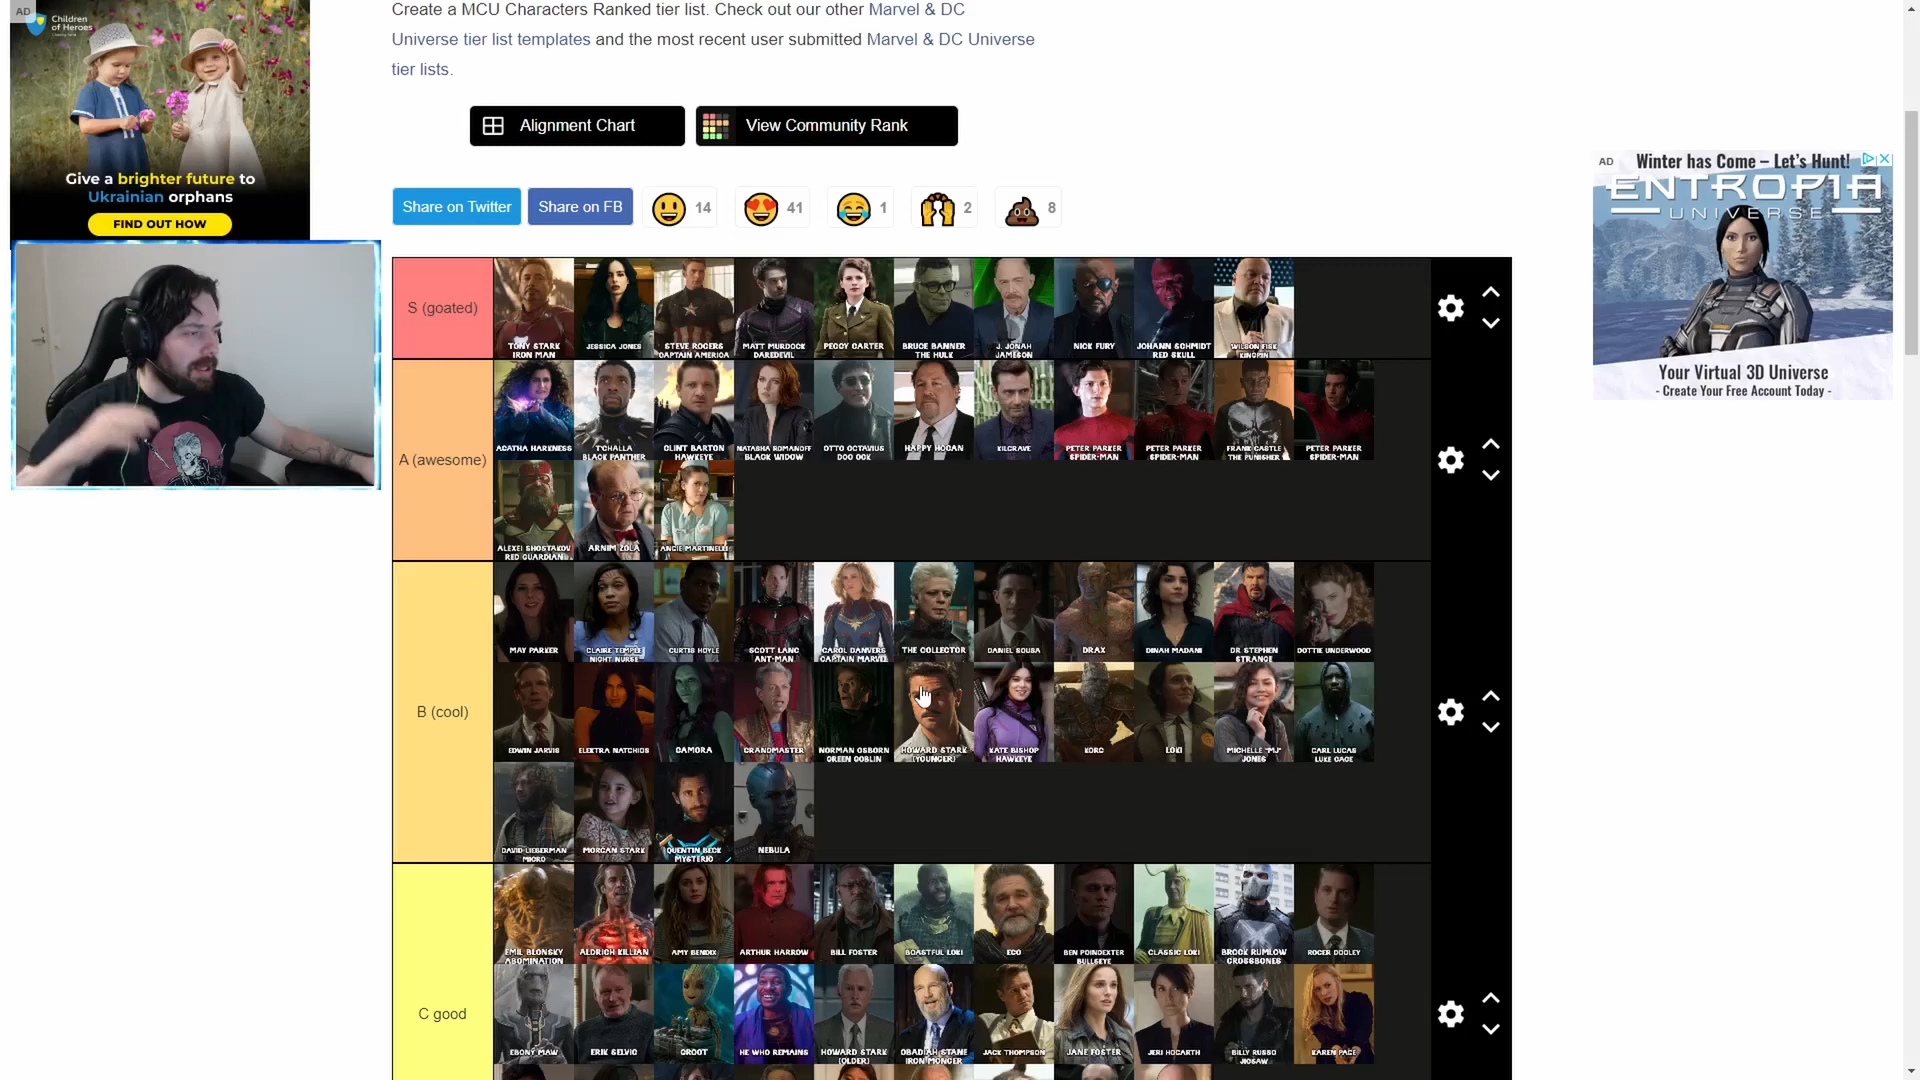 AD
Children
of Heroes
Give a brighter future to
Ukrainian orphans
FIND OUT HOW
Create a MCU Characters Ranked tier list. Check out our other Marvel & DC
Universe tier list templates and the most recent user submitted Marvel & DC Universe
tier lists.
Alignment Chart
View Community Rank
Share on Twitter
Share on FB
14
41
1
2
8
AD
Winter has Come – Let's Hunt!
ENTROPIA
UNIVERSE
Your Virtual 3D Universe
- Create Your Free Account Today -
S (goated)
TONY STARK
IRON MAN
JESSICA JONES
STEVE ROGERS
CAPTAIN AMERICA
MATT MURDOCK
DAREDEVIL
PEGGY CARTER
BRUCE BANNER
THE HULK
J. JONAH
JAMESON
NICK FURY
JOHANN SCHMIDT
RED SKULL
WILSON FISK
KINGPIN
A (awesome)
AGATHA HARKNESS
T'CHALLA
BLACK PANTHER
CLINT BARTON
HAWKEYE
NATASHA ROMANOFF
BLACK WIDOW
OTTO OCTAVIUS
DOC OCK
HAPPY HOGAN
KILGRAVE
PETER PARKER
SPIDER-MAN
PETER PARKER
SPIDER-MAN
FRANK CASTLE
THE PUNISHER
PETER PARKER
SPIDER-MAN
ALEXEI SHOSTAKOV
RED GUARDIAN
ARNIM ZOLA
ANGIE MARTINELLI
B (cool)
MAY PARKER
CLAIRE TEMPLE
NIGHT NURSE
CURTIS HOYLE
SCOTT LANG
ANT-MAN
CAROL DANVERS
CAPTAIN MARVEL
THE COLLECTOR
DANIEL SOUSA
DRAX
DINAH MADANI
DR STEPHEN
STRANGE
DOTTIE UNDERWOOD
EDWIN JARVIS
ELEKTRA NATCHIOS
GAMORA
GRANDMASTER
NORMAN OSBORN
GREEN GOBLIN
HOWARD STARK
(YOUNGER)
KATE BISHOP
HAWKEYE
KORG
LOKI
MICHELLE "MJ"
JONES
CARL LUCAS
LUKE CAGE
DAVID LIEBERMAN
MICRO
MORGAN STARK
QUENTIN BECK
MYSTERIO
NEBULA
C good
EMIL BLONSKY
ABOMINATION
ALDRICH KILLIAN
AMY BENDIX
ARTHUR HARROW
BILL FOSTER
BOASTFUL LOKI
EGO
BEN POINDEXTER
BULLSEYE
CLASSIC LOKI
BROCK RUMLOW
CROSSBONES
ROGER DOOLEY
EBONY MAW
ERIK SELVIG
GROOT
HE WHO REMAINS
HOWARD STARK
(OLDER)
OBADIAH STANE
IRON MONGER
JACK THOMPSON
JANE FOSTER
JERI HOGARTH
BILLY RUSSO
JIGSAW
KAREN PAGE